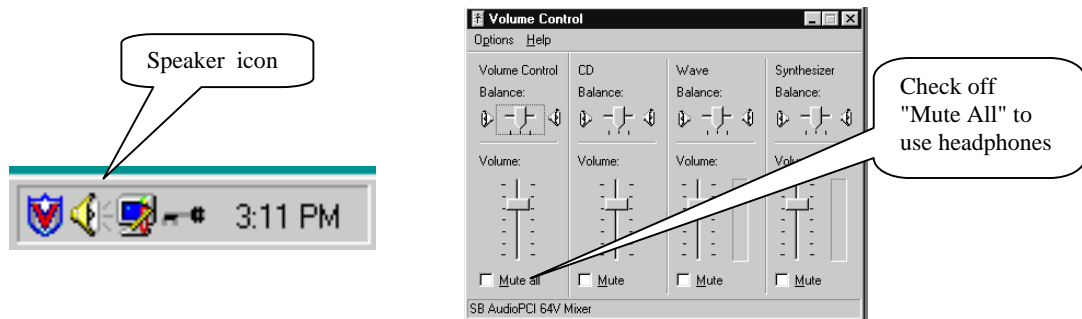 Speaker icon
3:11 PM
Volume Control
Options Help
Volume Control CD Wave Synthesizer
Balance: Balance: Balance: Balance:
Volume: Volume: Volume:
Mute all Mute Mute Mute
SB AudioPCI 64V Mixer
Check off
"Mute All" to
use headphones